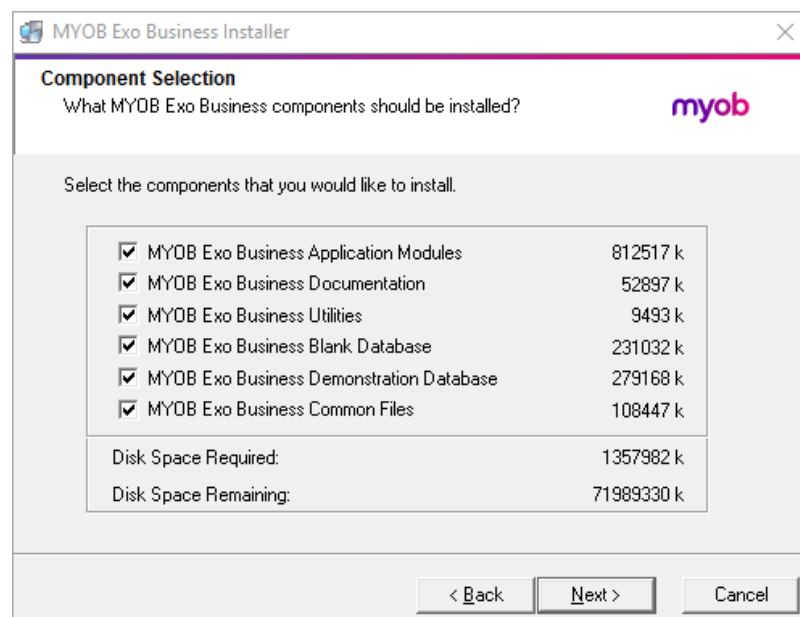 MYOB Exo Business Installer
Component Selection
What MYOB Exo Business components should be installed?
myob
Select the components that you would like to install.
MYOB Exo Business Application Modules 812517 k
MYOB Exo Business Documentation 52897 k
MYOB Exo Business Utilities 9493 k
MYOB Exo Business Blank Database 231032 k
MYOB Exo Business Demonstration Database 279168 k
MYOB Exo Business Common Files 108447 k
Disk Space Required: 1357982 k
Disk Space Remaining: 71989330 k
< Back Next > Cancel